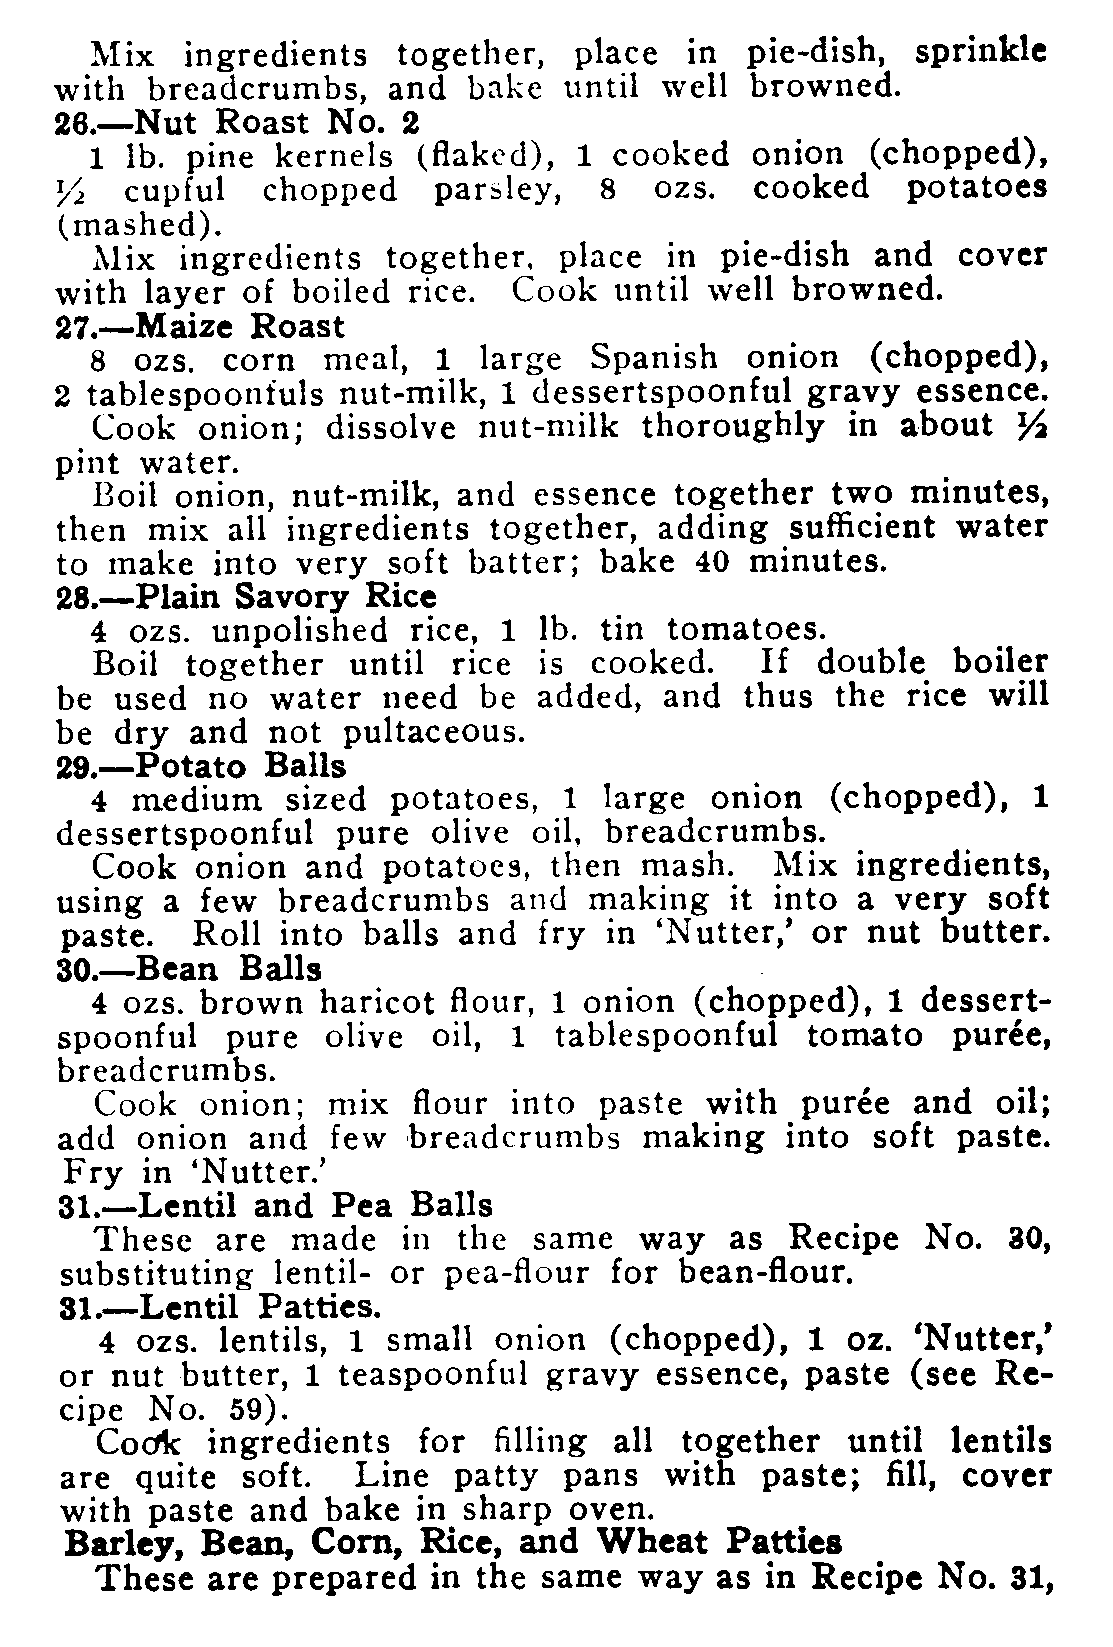 Mix ingredients together, place in pie-dish, sprinkle
with breadcrumbs, and bake until well browned.
26.—Nut Roast No. 2
1 lb. pine kernels (flaked), 1 cooked onion (chopped),
½ cupful chopped parsley, 8 ozs. cooked potatoes
(mashed).
Mix ingredients together, place in pie-dish and cover
with layer of boiled rice. Cook until well browned.
27.—Maize Roast
8 ozs. corn meal, 1 large Spanish onion (chopped),
2 tablespoonfuls nut-milk, 1 dessertspoonful gravy essence.
Cook onion; dissolve nut-milk thoroughly in about ½
pint water.
Boil onion, nut-milk, and essence together two minutes,
then mix all ingredients together, adding sufficient water
to make into very soft batter; bake 40 minutes.
28.—Plain Savory Rice
4 ozs. unpolished rice, 1 lb. tin tomatoes.
Boil together until rice is cooked. If double boiler
be used no water need be added, and thus the rice will
be dry and not pultaceous.
29.—Potato Balls
4 medium sized potatoes, 1 large onion (chopped), 1
dessertspoonful pure olive oil, breadcrumbs.
Cook onion and potatoes, then mash. Mix ingredients,
using a few breadcrumbs and making it into a very soft
paste. Roll into balls and fry in ‘Nutter,’ or nut butter.
30.—Bean Balls
4 ozs. brown haricot flour, 1 onion (chopped), 1 dessert-
spoonful pure olive oil, 1 tablespoonful tomato purée,
breadcrumbs.
Cook onion; mix flour into paste with purée and oil;
add onion and few breadcrumbs making into soft paste.
Fry in ‘Nutter.’
31.—Lentil and Pea Balls
These are made in the same way as Recipe No. 30,
substituting lentil- or pea-flour for bean-flour.
31.—Lentil Patties.
4 ozs. lentils, 1 small onion (chopped), 1 oz. ‘Nutter,’
or nut butter, 1 teaspoonful gravy essence, paste (see Re-
cipe No. 59).
Cook ingredients for filling all together until lentils
are quite soft. Line patty pans with paste; fill, cover
with paste and bake in sharp oven.
Barley, Bean, Corn, Rice, and Wheat Patties
These are prepared in the same way as in Recipe No. 31,